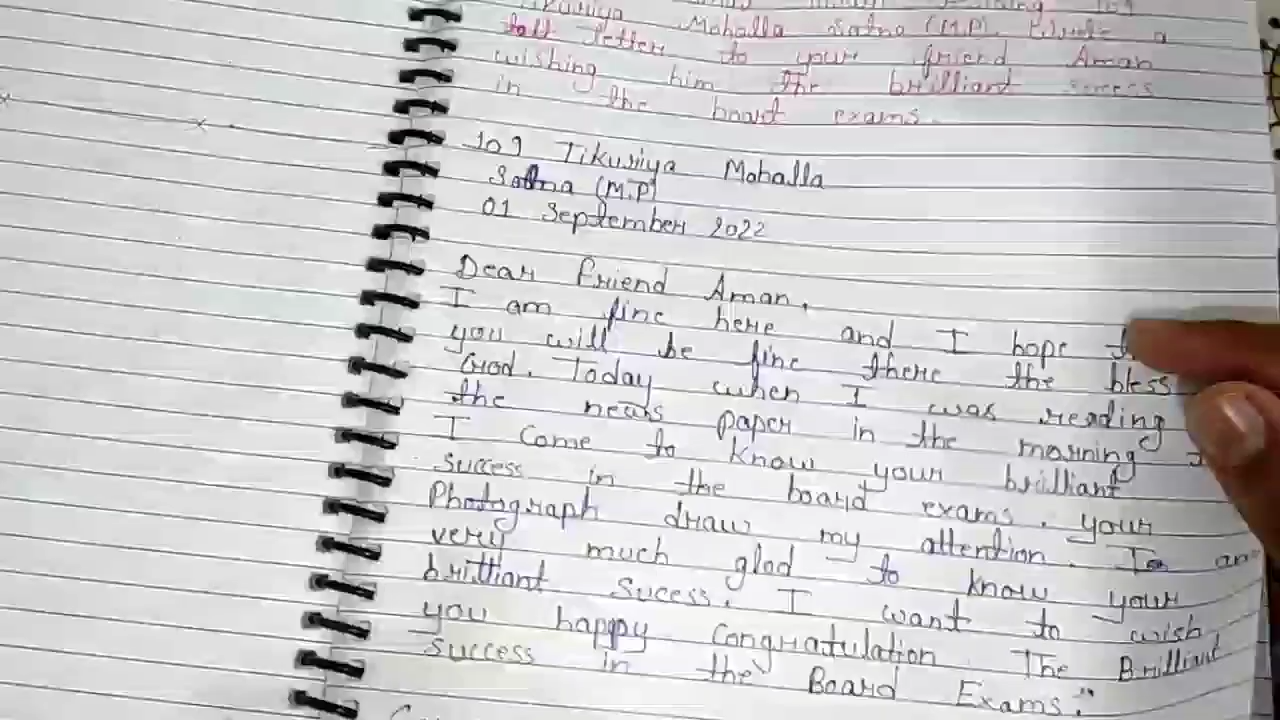 Mohalla Satna (M.P). Write a
letter to your friend Aman
wishing him the brilliant success
in the board exams.
109 Tikuriya Mohalla
Satna (M.P)
01 September 2022
Dear friend Aman,
I am fine here and I hope
you will be fine there the bless
God. Today when I was reading
the news paper in the morning
I come to know your brilliant
success in the board exams. your
Photograph draw my attention. I am
very much glad to know your
brilliant Sucess. I want to wish
you happy Congratulation. The Brilliant
Success in the Board Exams."